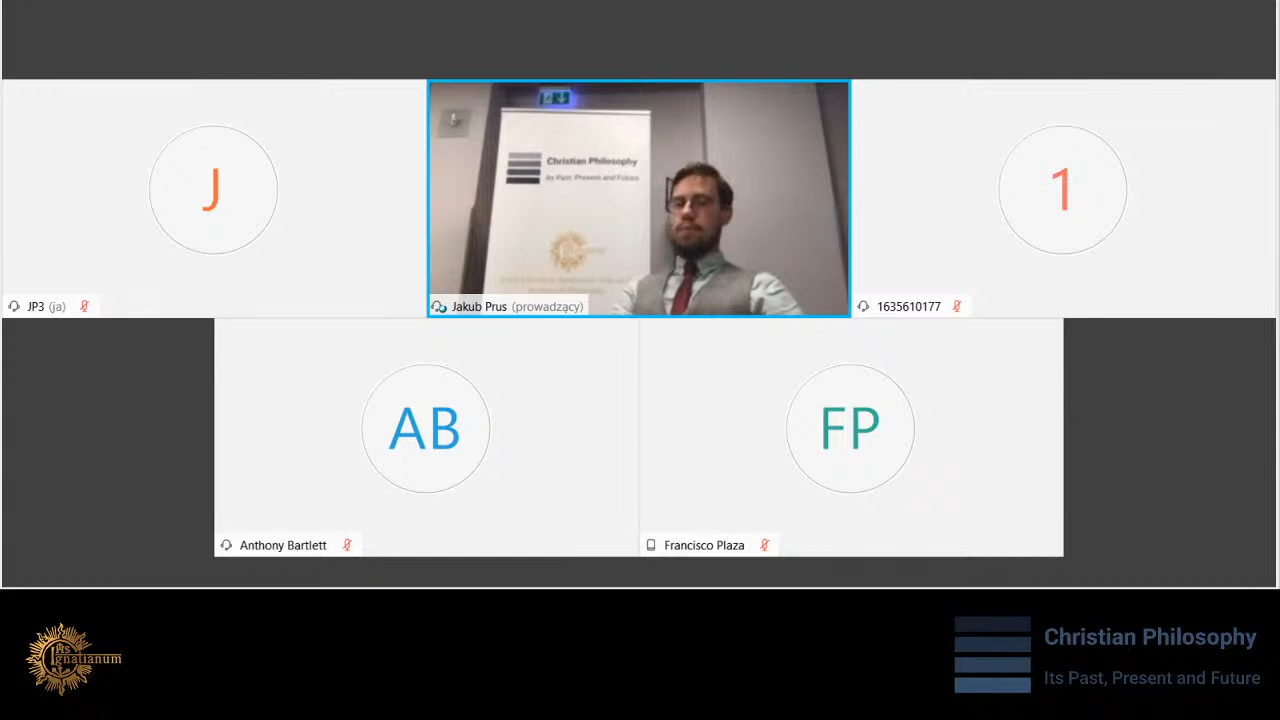 J
Christian Philosophy
Its Past, Present and Future
1
JP3 (ja)
Jakub Prus (prowadzący)
1635610177
AB
FP
Anthony Bartlett
Francisco Plaza
Ignatianum
Christian Philosophy
Its Past, Present and Future